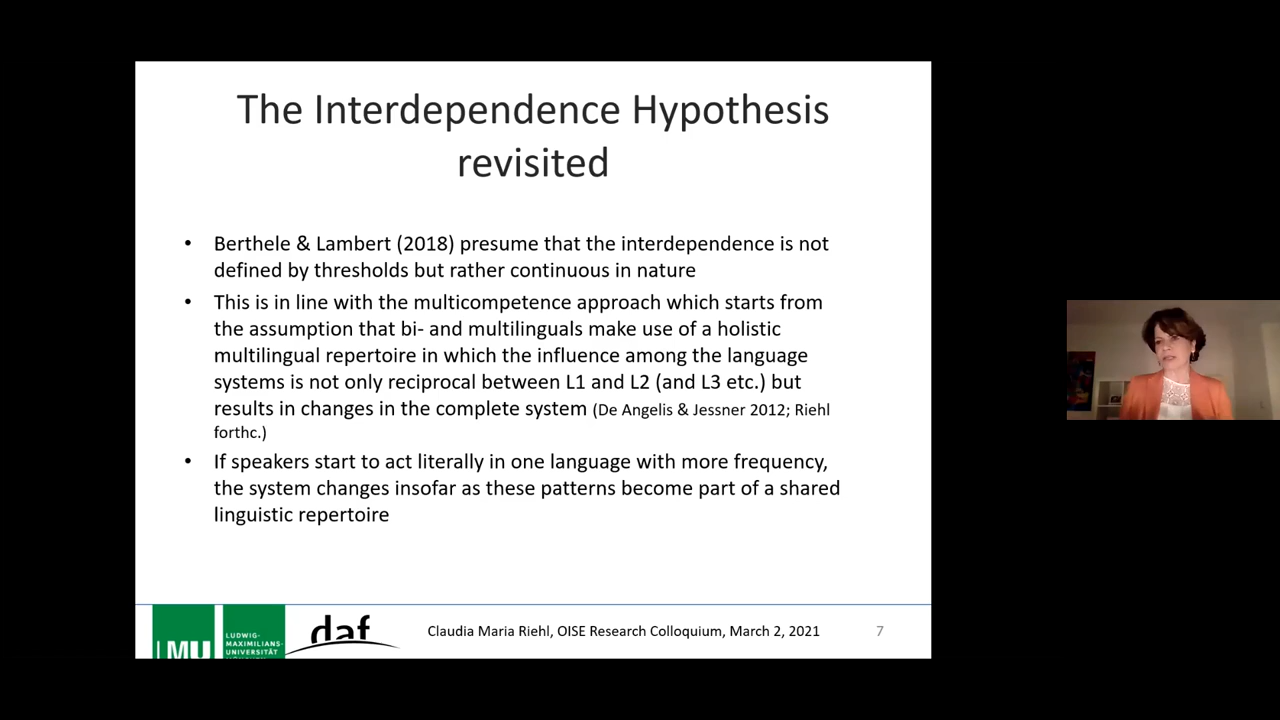 The Interdependence Hypothesis
revisited
• Berthele & Lambert (2018) presume that the interdependence is not
defined by thresholds but rather continuous in nature
• This is in line with the multicompetence approach which starts from
the assumption that bi- and multilinguals make use of a holistic
multilingual repertoire in which the influence among the language
systems is not only reciprocal between L1 and L2 (and L3 etc.) but
results in changes in the complete system (De Angelis & Jessner 2012; Riehl
forthc.)
• If speakers start to act literally in one language with more frequency,
the system changes insofar as these patterns become part of a shared
linguistic repertoire
LMU
LUDWIG-
MAXIMILIANS-
UNIVERSITÄT
MÜNCHEN
daf
Claudia Maria Riehl, OISE Research Colloquium, March 2, 2021
7